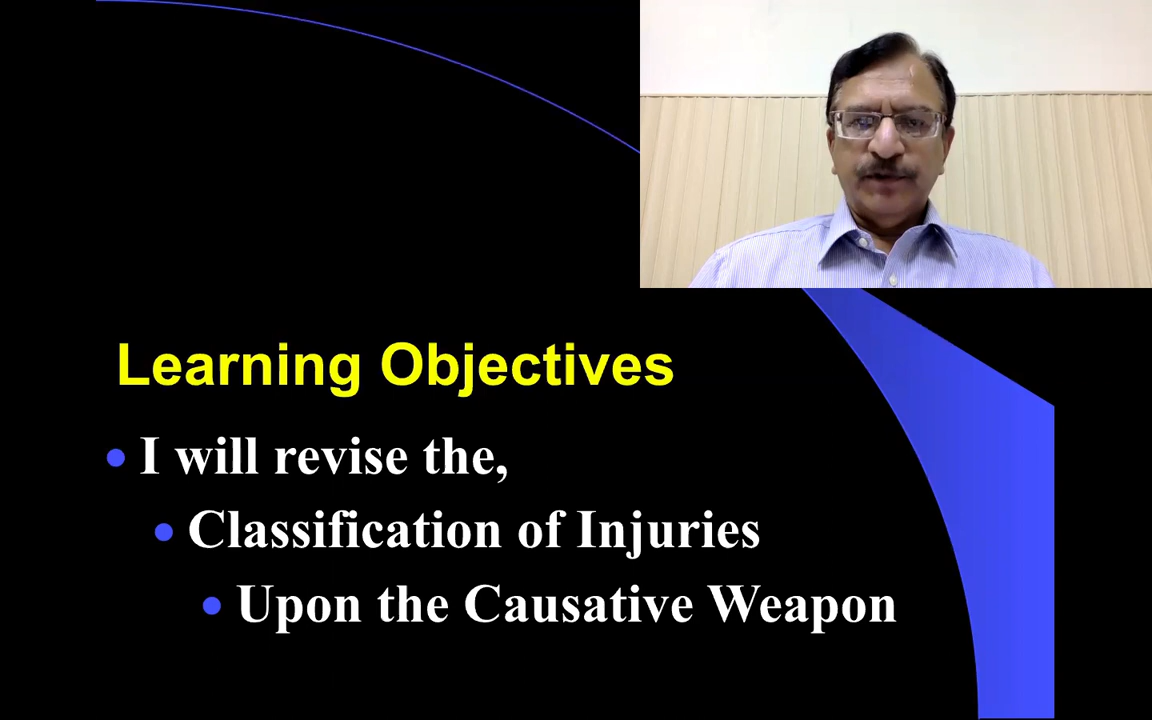 Learning Objectives
I will revise the,
Classification of Injuries
Upon the Causative Weapon